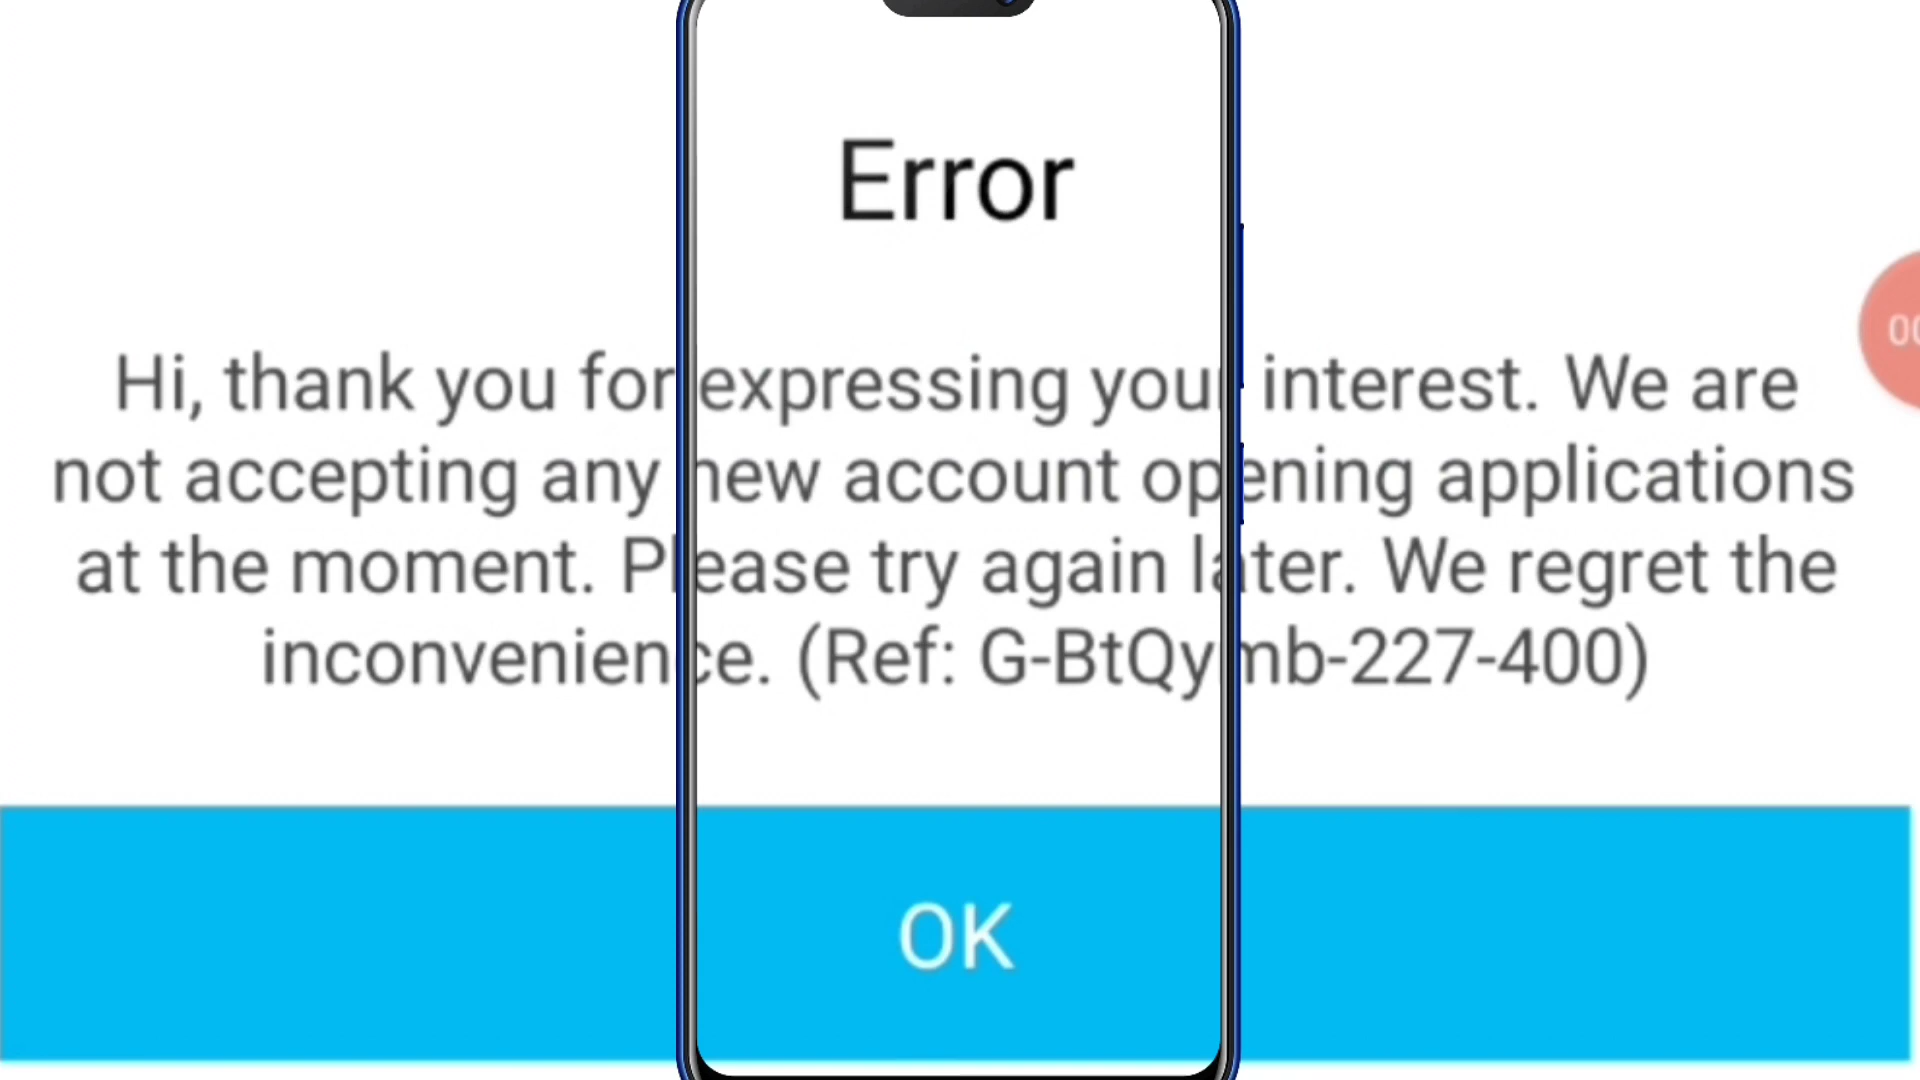 Error
Hi, thank you for expressing your interest. We are
not accepting any new account opening applications
at the moment. Please try again later. We regret the
inconvenience. (Ref: G-BtQymb-227-400)
OK